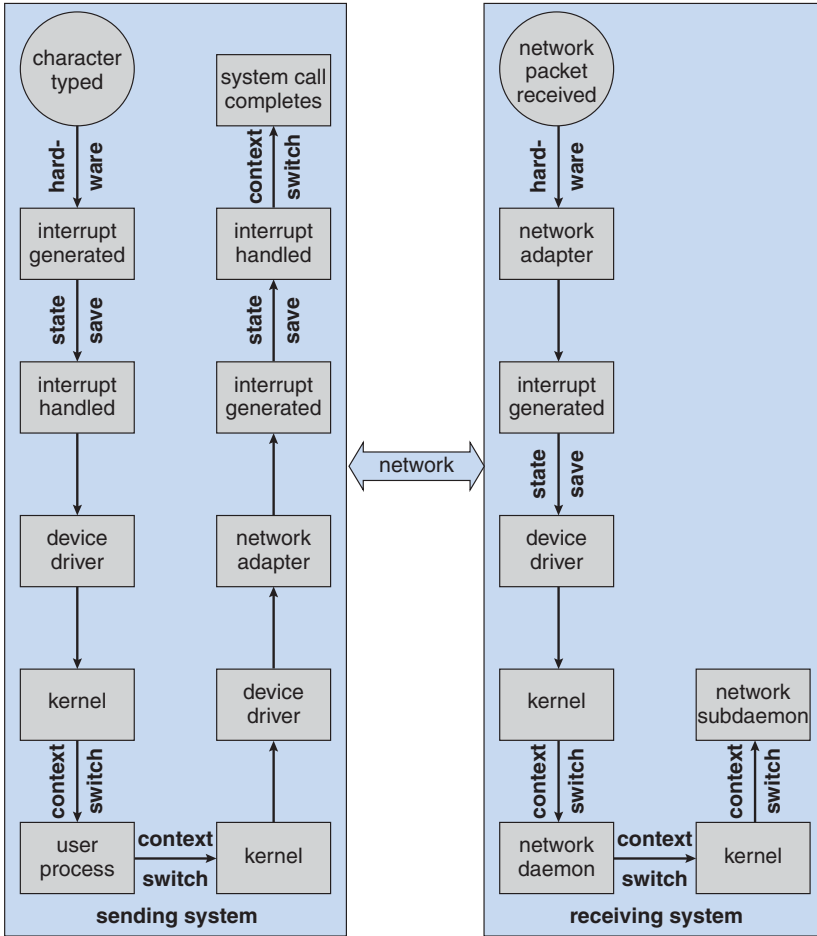 character
typed
hard-
ware
interrupt
generated
state
save
interrupt
handled
device
driver
kernel
context
switch
user
process
context
switch
kernel
device
driver
network
adapter
interrupt
generated
state
save
interrupt
handled
context
switch
system call
completes
sending system
network
network
packet
received
hard-
ware
network
adapter
interrupt
generated
state
save
device
driver
kernel
context
switch
network
daemon
context
switch
kernel
context
switch
network
subdaemon
receiving system